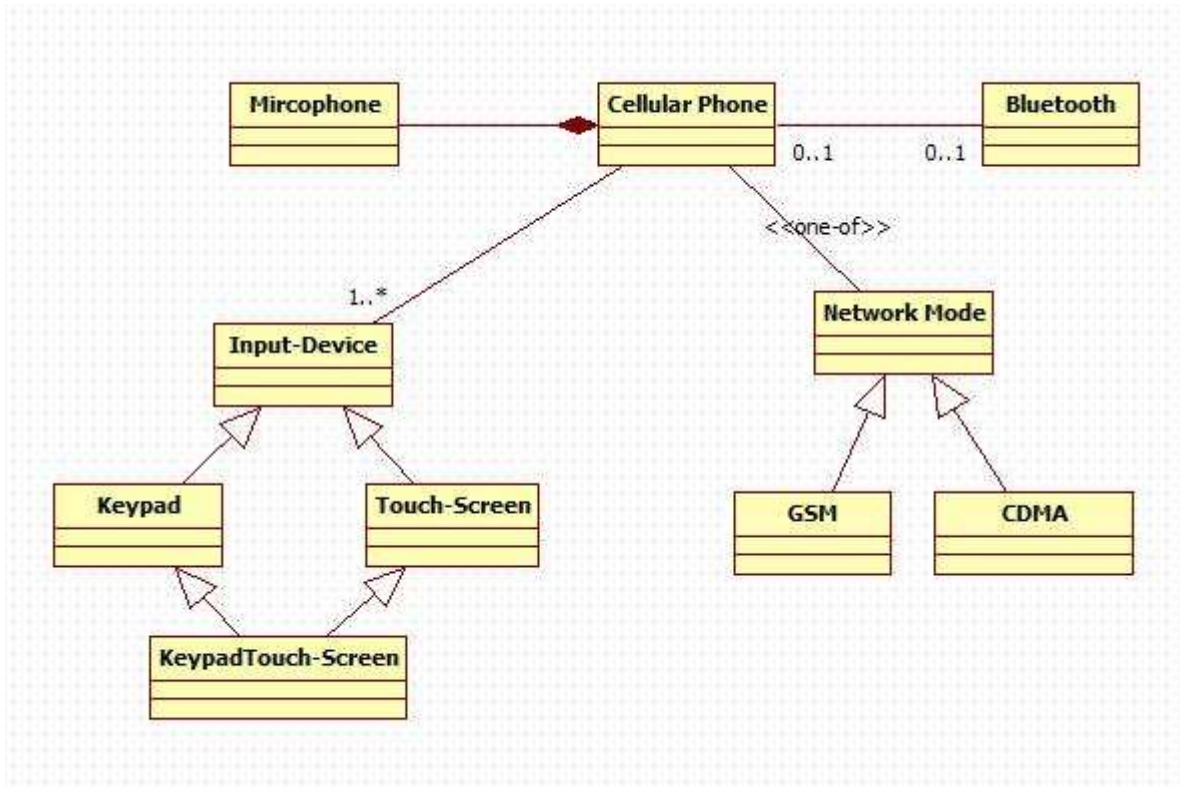 Mircophone
Cellular Phone
Bluetooth
0..1
0..1
<<one-of>>
1..*
Network Mode
Input-Device
Keypad
Touch-Screen
GSM
CDMA
KeypadTouch-Screen